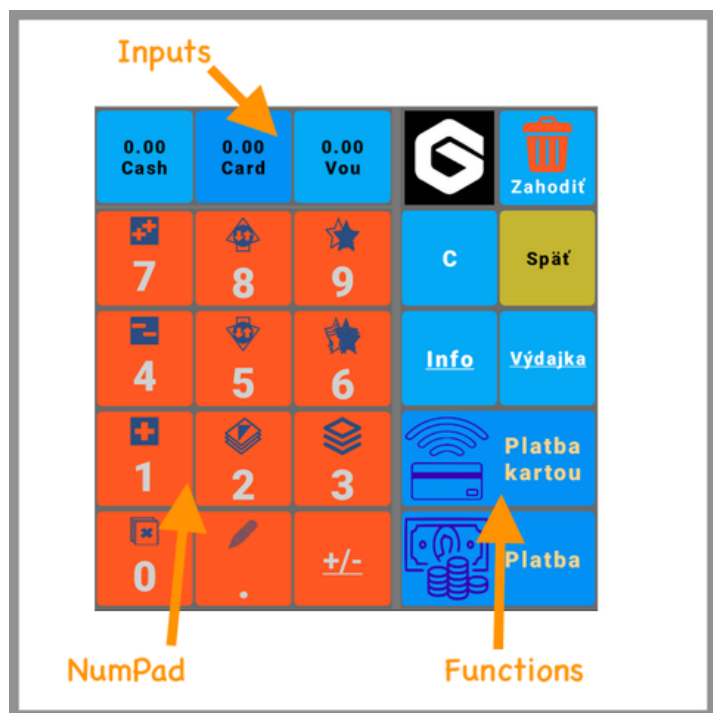 Inputs
0.00
Cash
0.00
Card
0.00
Vou
Zahodiť
7
8
9
C
Späť
4
5
6
Info
Výdajka
1
2
3
Platba
kartou
0
.
+/-
Platba
NumPad
Functions